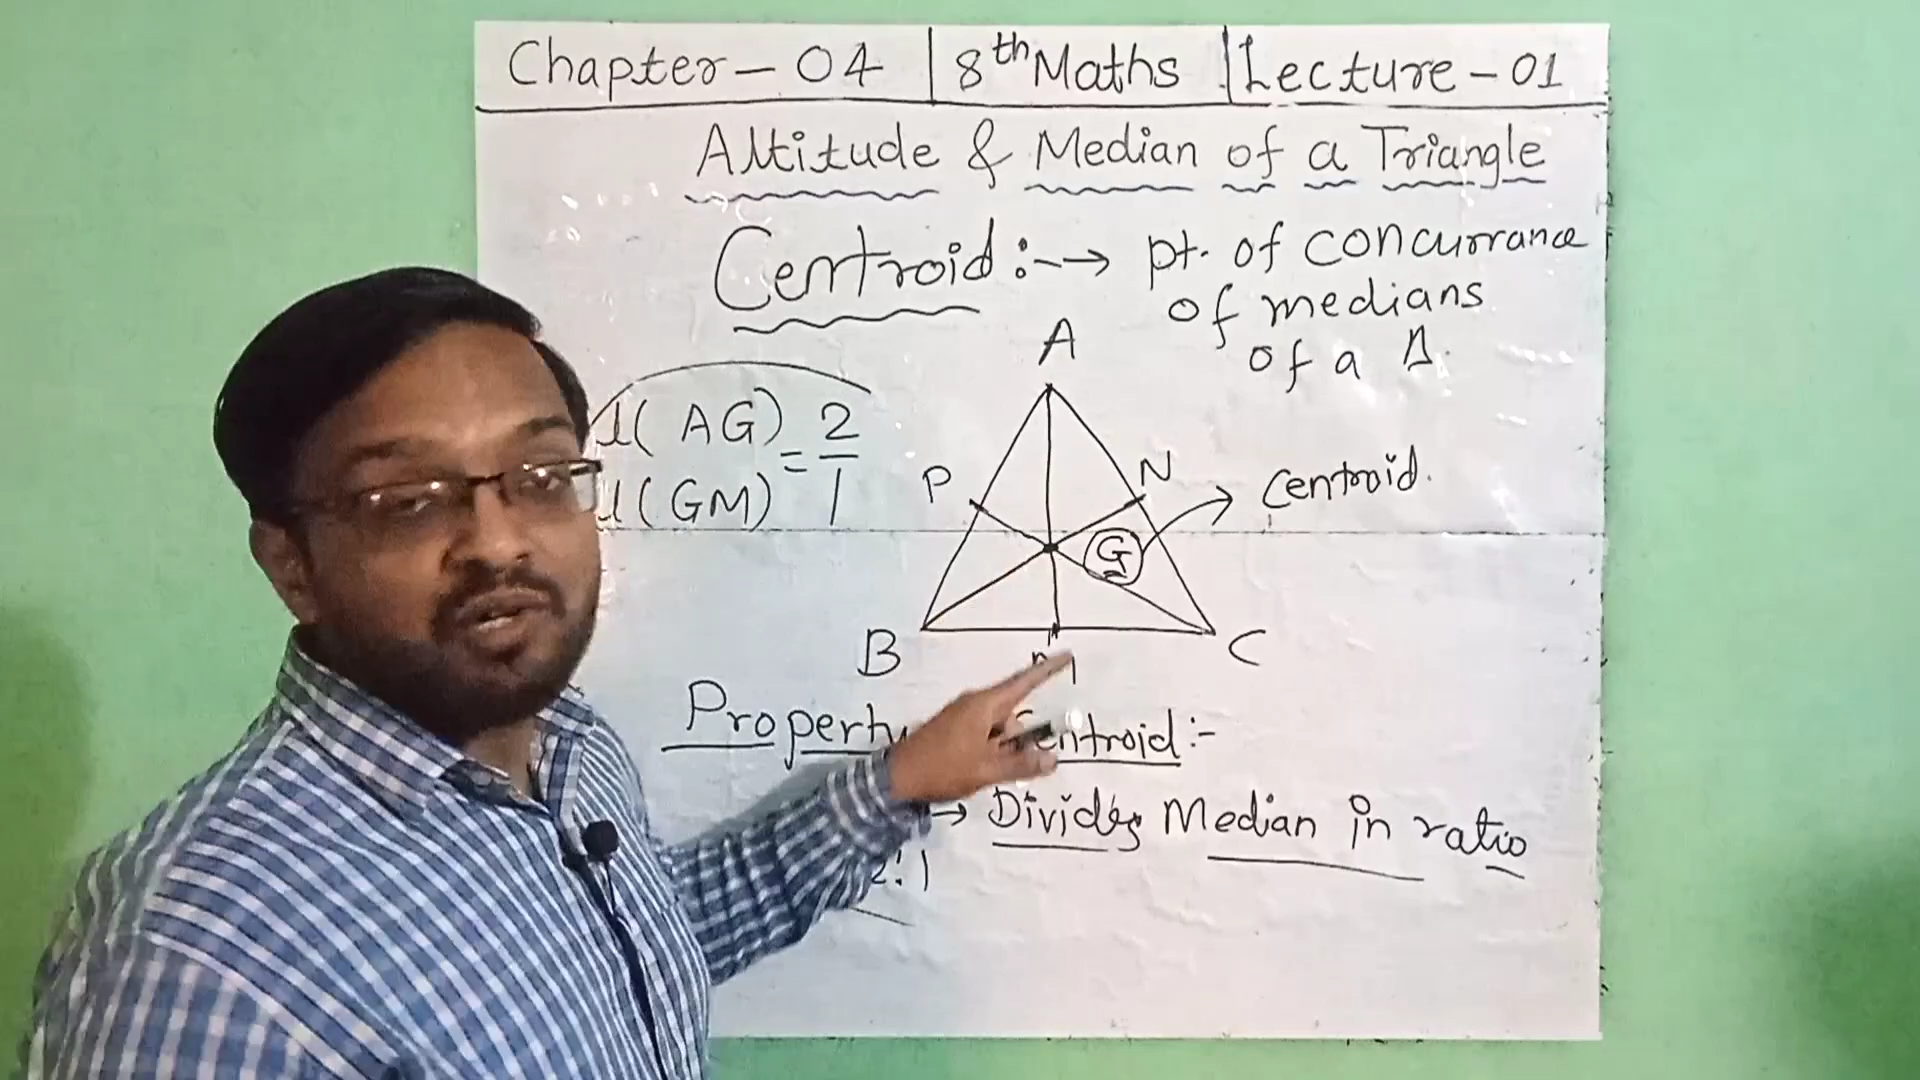 Chapter - 04 | 8th Maths | Lecture - 01
Altitude & Median of a Triangle
Centroid :-→ pt. of concurrance
of medians
of a Δ.
A
l(AG) = 2
l(GM) 1
P
N
centroid.
G
B
C
Property
Centroid :-
→ Divides Median in ratio
2:1